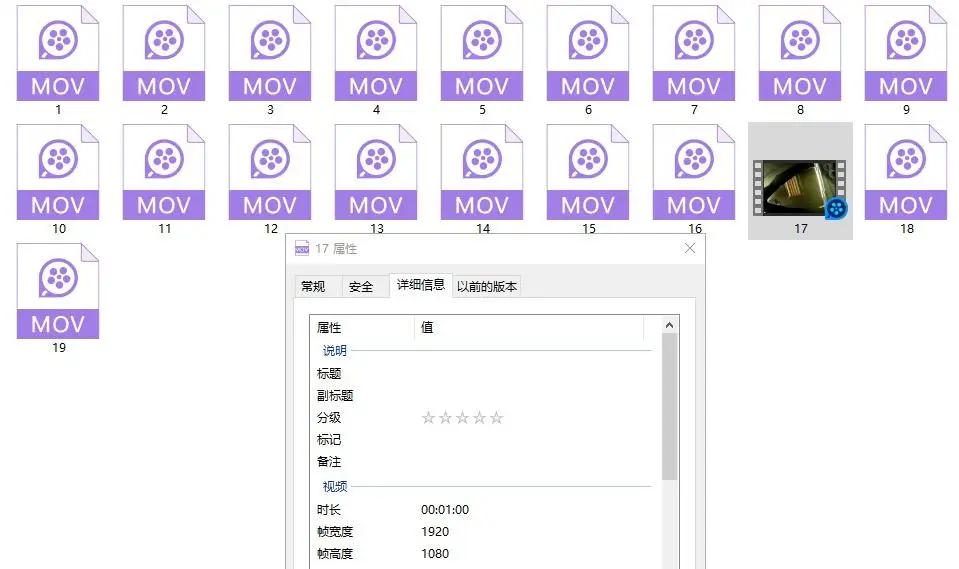 MOV MOV MOV MOV MOV MOV MOV MOV MOV
1 2 3 4 5 6 7 8 9
MOV MOV MOV MOV MOV MOV MOV MOV
10 11 12 13 14 15 16 17 18
MOV 17 属性
MOV
19
常规 安全 详细信息 以前的版本
属性 值
说明
标题
副标题
分级
标记
备注
视频
时长 00:01:00
帧宽度 1920
帧高度 1080